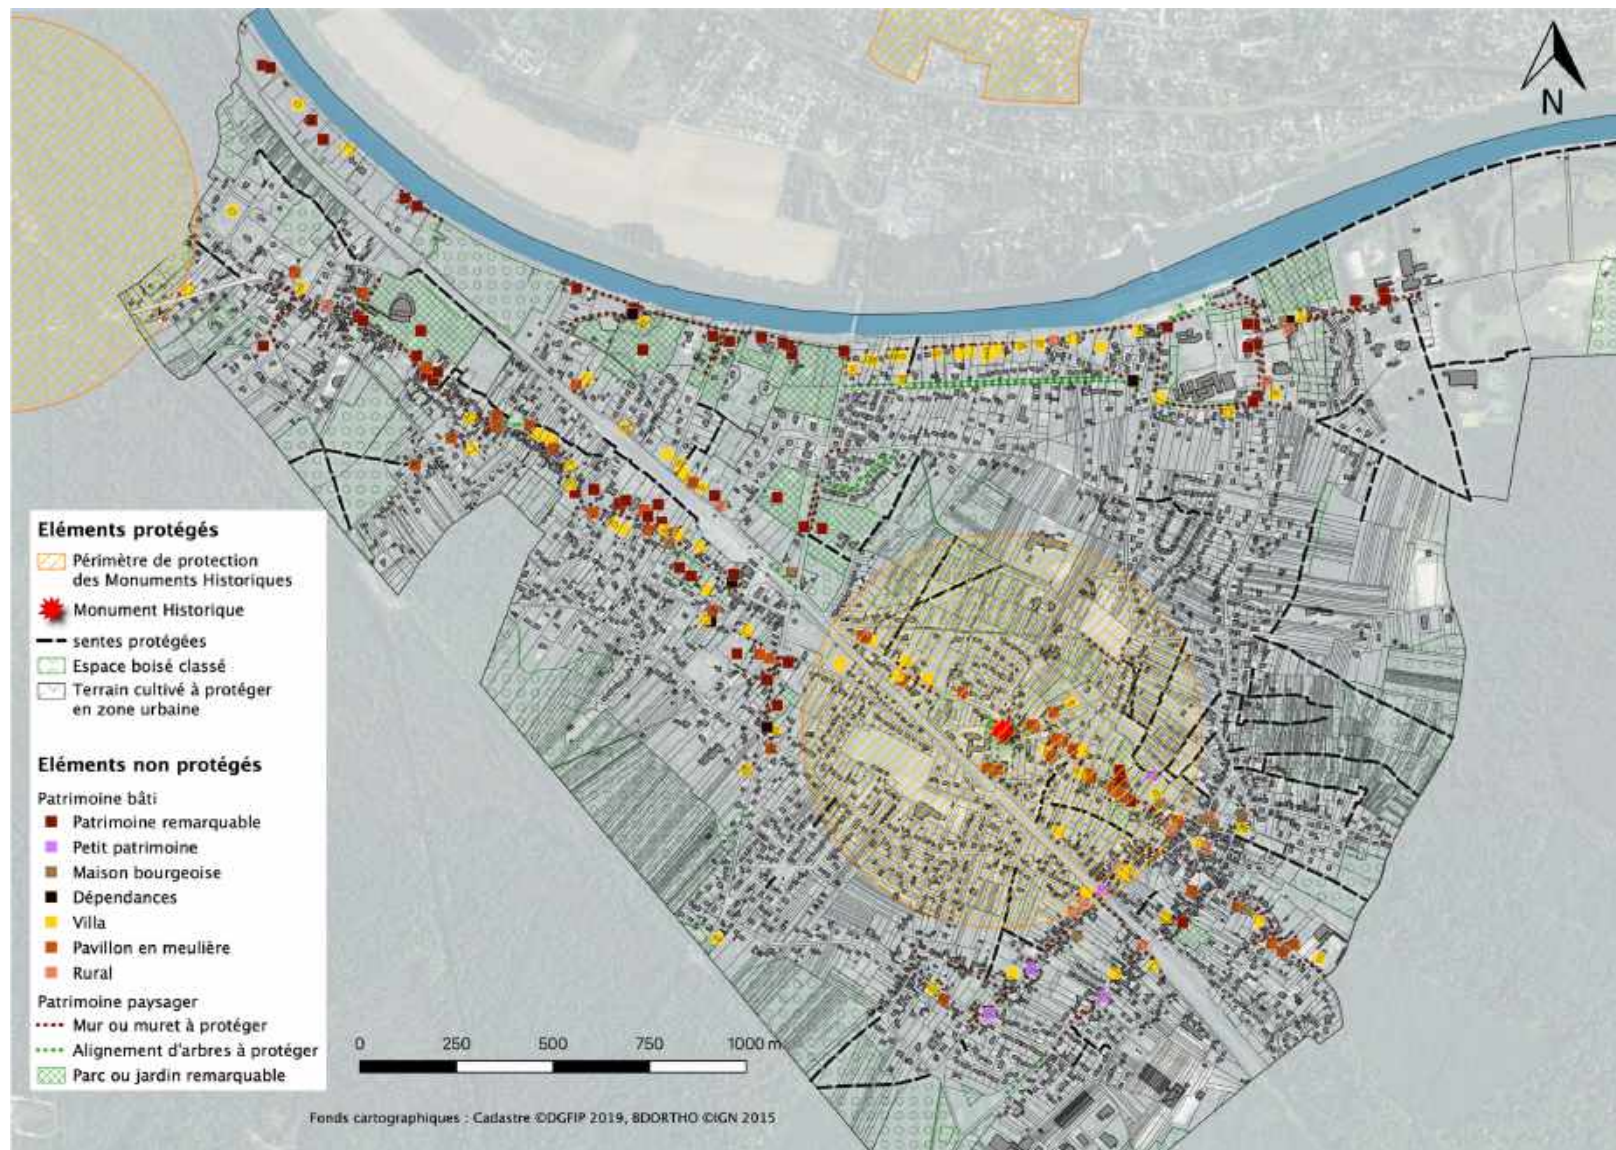 N
Eléments protégés
Périmètre de protection
des Monuments Historiques
Monument Historique
sentes protégées
Espace boisé classé
Terrain cultivé à protéger
en zone urbaine
Eléments non protégés
Patrimoine bâti
Patrimoine remarquable
Petit patrimoine
Maison bourgeoise
Dépendances
Villa
Pavillon en meulière
Rural
Patrimoine paysager
Mur ou muret à protéger
Alignement d'arbres à protéger
Parc ou jardin remarquable
0 250 500 750 1000 m
Fonds cartographiques : Cadastre ©DGFIP 2019, BDORTHO ©IGN 2015